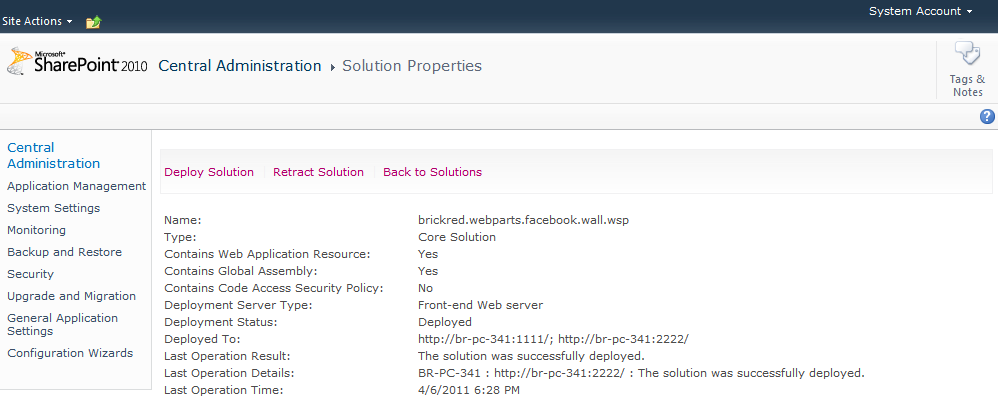 System Account
Site Actions
Microsoft®
SharePoint® 2010 Central Administration Solution Properties
Tags &
Notes
?
Central
Administration
Application Management
System Settings
Monitoring
Backup and Restore
Security
Upgrade and Migration
General Application
Settings
Configuration Wizards
Deploy Solution Retract Solution Back to Solutions
Name: brickred.webparts.facebook.wall.wsp
Type: Core Solution
Contains Web Application Resource: Yes
Contains Global Assembly: Yes
Contains Code Access Security Policy: No
Deployment Server Type: Front-end Web server
Deployment Status: Deployed
Deployed To: http://br-pc-341:1111/; http://br-pc-341:2222/
Last Operation Result: The solution was successfully deployed.
Last Operation Details: BR-PC-341 : http://br-pc-341:2222/ : The solution was successfully deployed.
Last Operation Time: 4/6/2011 6:28 PM